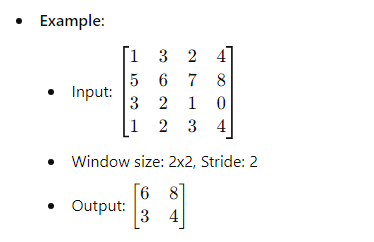 Example:
Input: [1 3 2 4
5 6 7 8
3 2 1 0
1 2 3 4]
Window size: 2x2, Stride: 2
Output: [6 8
3 4]